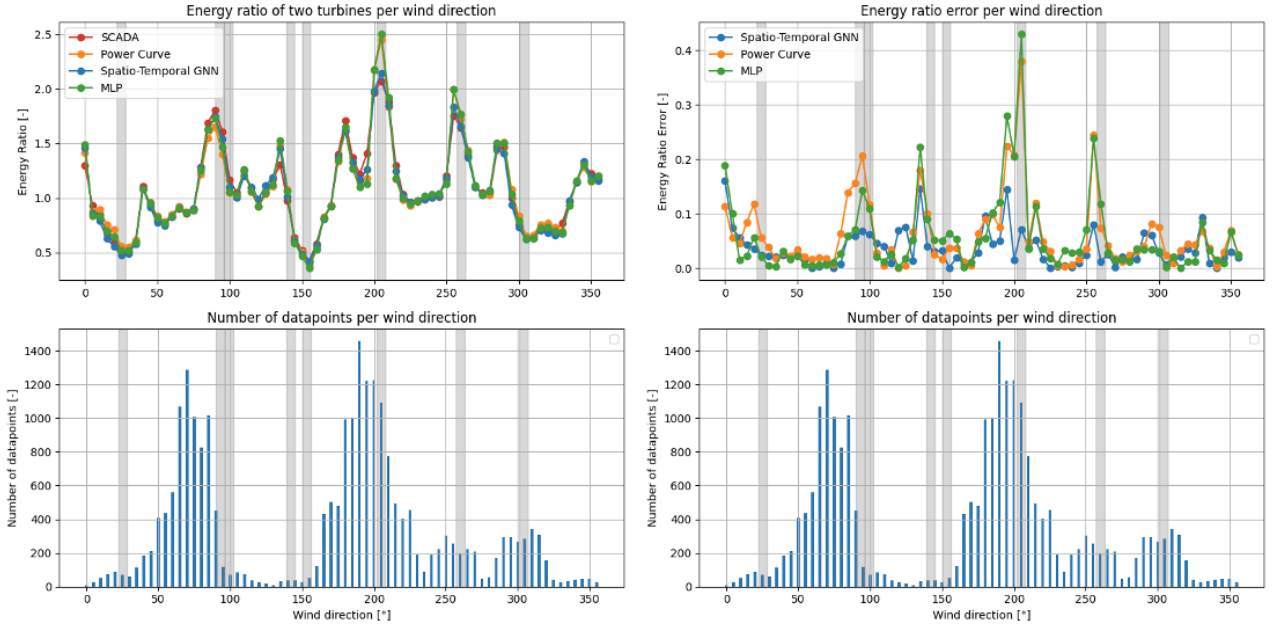 Energy ratio of two turbines per wind direction
Energy Ratio [-]
2.5
2.0
1.5
1.0
0.5
SCADA
Power Curve
Spatio-Temporal GNN
MLP
0 50 100 150 200 250 300 350
Energy ratio error per wind direction
Energy Ratio Error [-]
0.4
0.3
0.2
0.1
0.0
Spatio-Temporal GNN
Power Curve
MLP
0 50 100 150 200 250 300 350
Number of datapoints per wind direction
Number of datapoints [-]
1400
1200
1000
800
600
400
200
0
0 50 100 150 200 250 300 350
Wind direction [°]
Number of datapoints per wind direction
Number of datapoints [-]
1400
1200
1000
800
600
400
200
0
0 50 100 150 200 250 300 350
Wind direction [°]